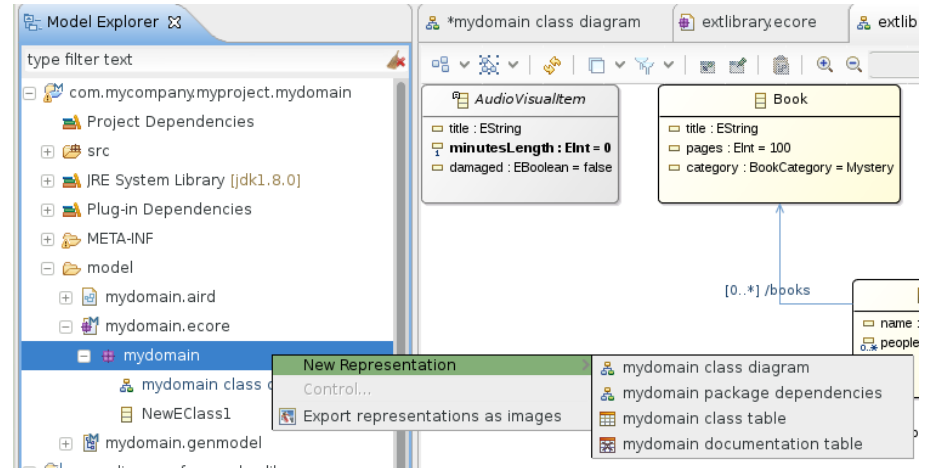 Model Explorer
type filter text
com.mycompany.myproject.mydomain
Project Dependencies
src
JRE System Library [jdk1.8.0]
Plug-in Dependencies
META-INF
model
mydomain.aird
mydomain.ecore
mydomain
mydomain class
NewEClass1
mydomain.genmodel
*mydomain class diagram
extlibrary.ecore
extlib
AudioVisualItem
title : EString
minutesLength : EInt = 0
damaged : EBoolean = false
Book
title : EString
pages : EInt = 100
category : BookCategory = Mystery
[0..*] /books
name :
people
New Representation
Control...
Export representations as images
mydomain class diagram
mydomain package dependencies
mydomain class table
mydomain documentation table